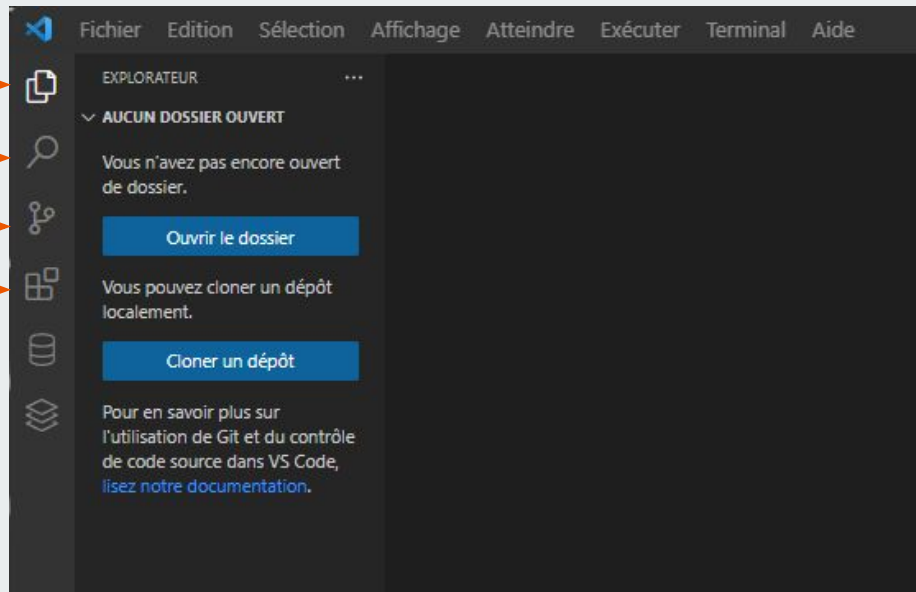 Fichier Edition Sélection Affichage Atteindre Exécuter Terminal Aide
EXPLORATEUR
AUCUN DOSSIER OUVERT
Vous n'avez pas encore ouvert
de dossier.
Ouvrir le dossier
Vous pouvez cloner un dépôt
localement.
Cloner un dépôt
Pour en savoir plus sur
l'utilisation de Git et du contrôle
de code source dans VS Code,
lisez notre documentation.